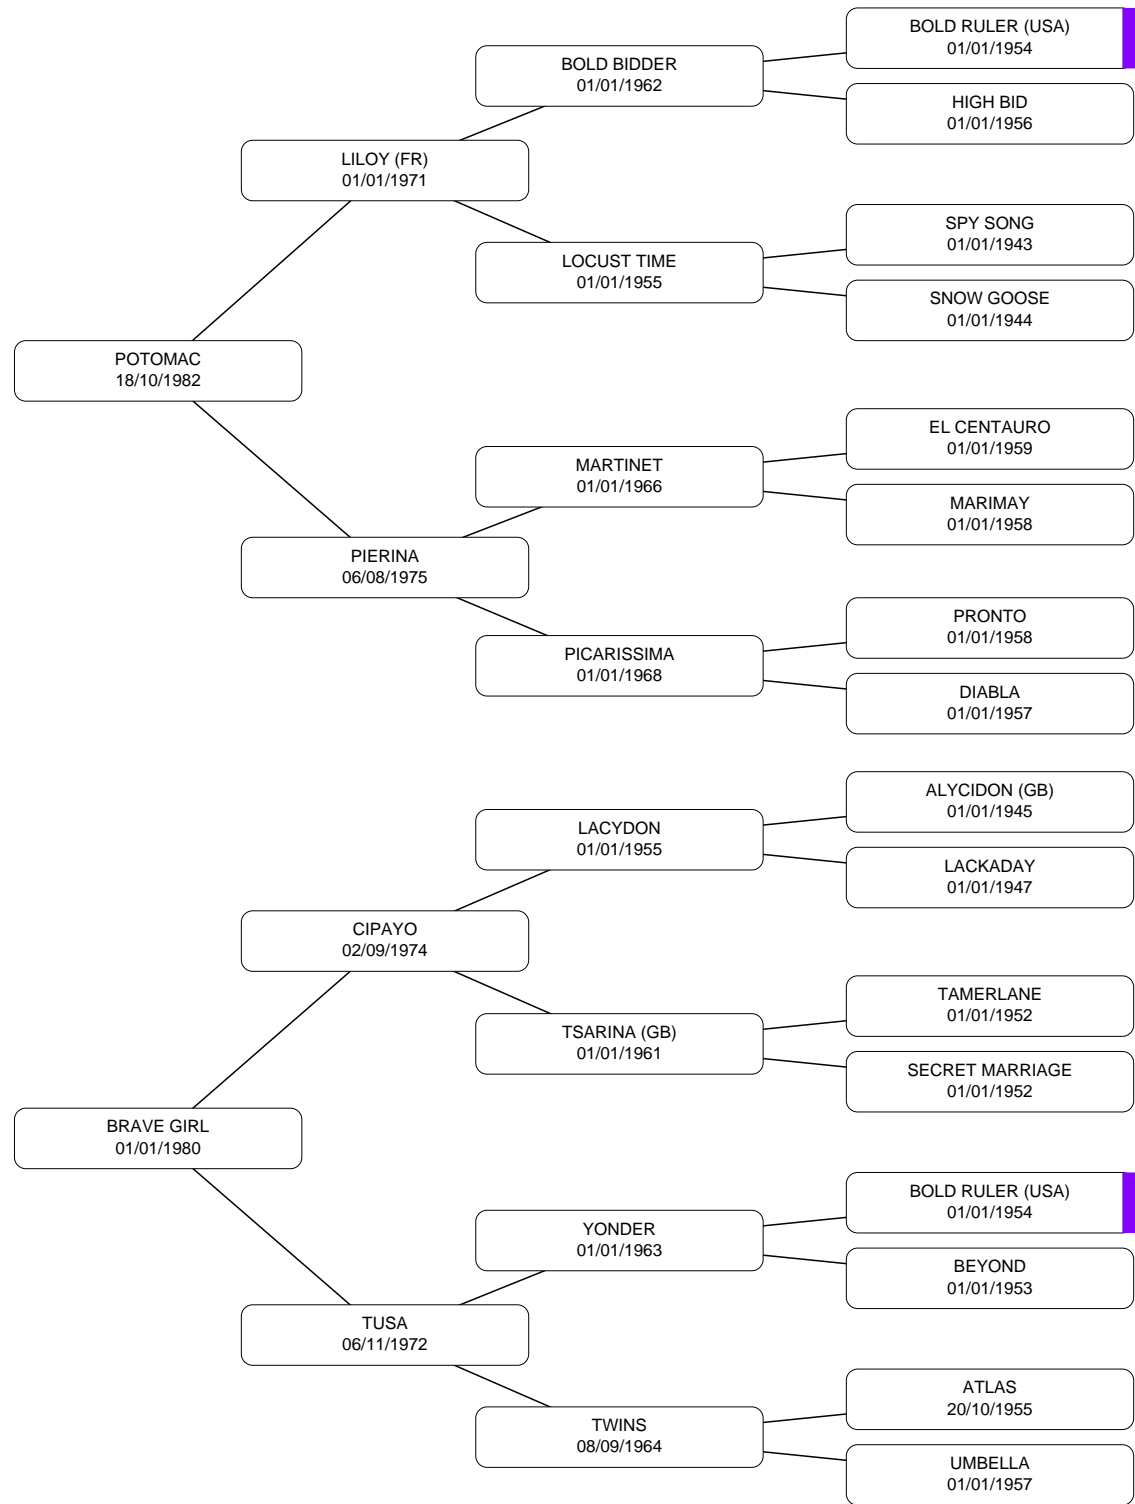 BOLD RULER (USA)
01/01/1954
BOLD BIDDER
01/01/1962
HIGH BID
01/01/1956
LILOY (FR)
01/01/1971
SPY SONG
01/01/1943
LOCUST TIME
01/01/1955
SNOW GOOSE
01/01/1944
POTOMAC
18/10/1982
EL CENTAURO
01/01/1959
MARTINET
01/01/1966
MARIMAY
01/01/1958
PIERINA
06/08/1975
PRONTO
01/01/1958
PICARISSIMA
01/01/1968
DIABLA
01/01/1957
ALYCIDON (GB)
01/01/1945
LACYDON
01/01/1955
LACKADAY
01/01/1947
CIPAYO
02/09/1974
TAMERLANE
01/01/1952
TSARINA (GB)
01/01/1961
SECRET MARRIAGE
01/01/1952
BRAVE GIRL
01/01/1980
BOLD RULER (USA)
01/01/1954
YONDER
01/01/1963
BEYOND
01/01/1953
TUSA
06/11/1972
ATLAS
20/10/1955
TWINS
08/09/1964
UMBELLA
01/01/1957